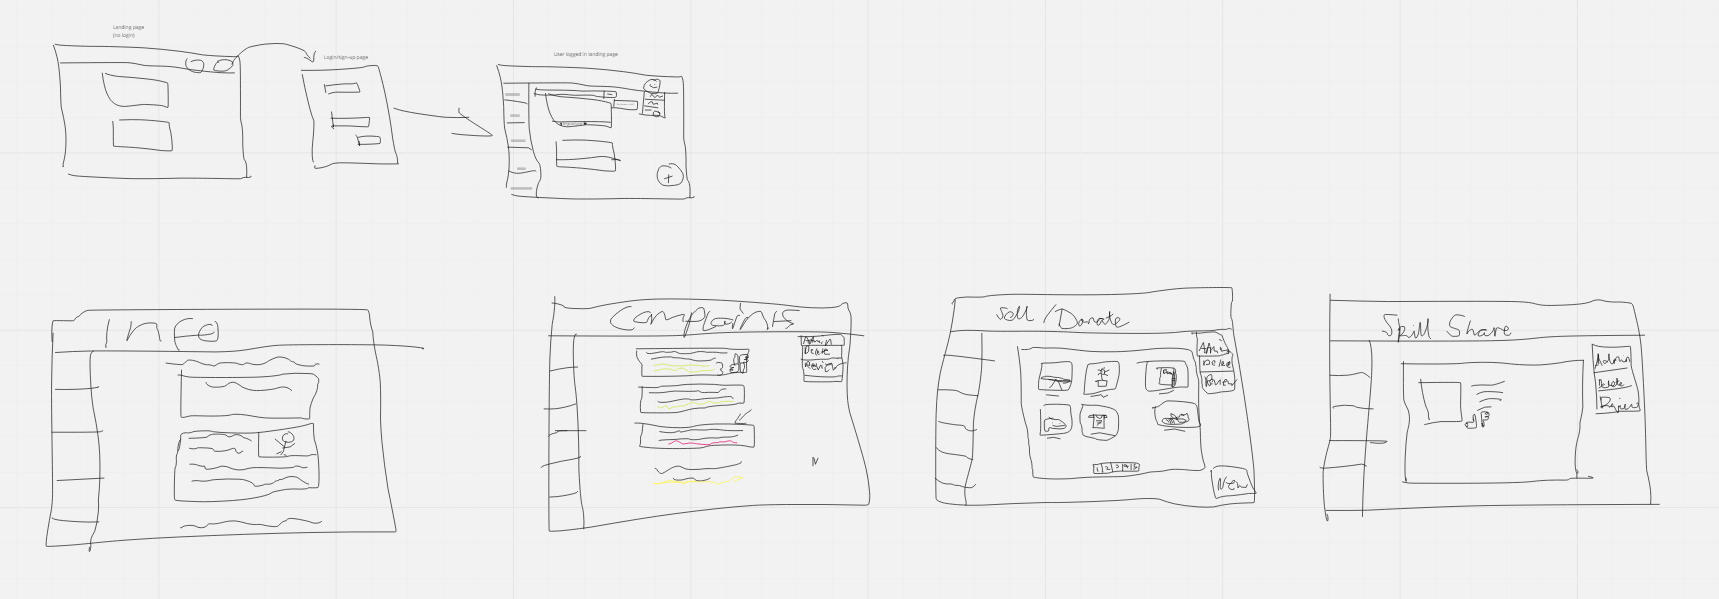 Landing page
(no login)
Login/sign-up page
User logged in landing page
Info
Complaints
Admin
Delete
Review
Sell / Donate
Admin
Delete
Review
1 2 3 4 5
New
Skill Share
Admin
Delete
Review